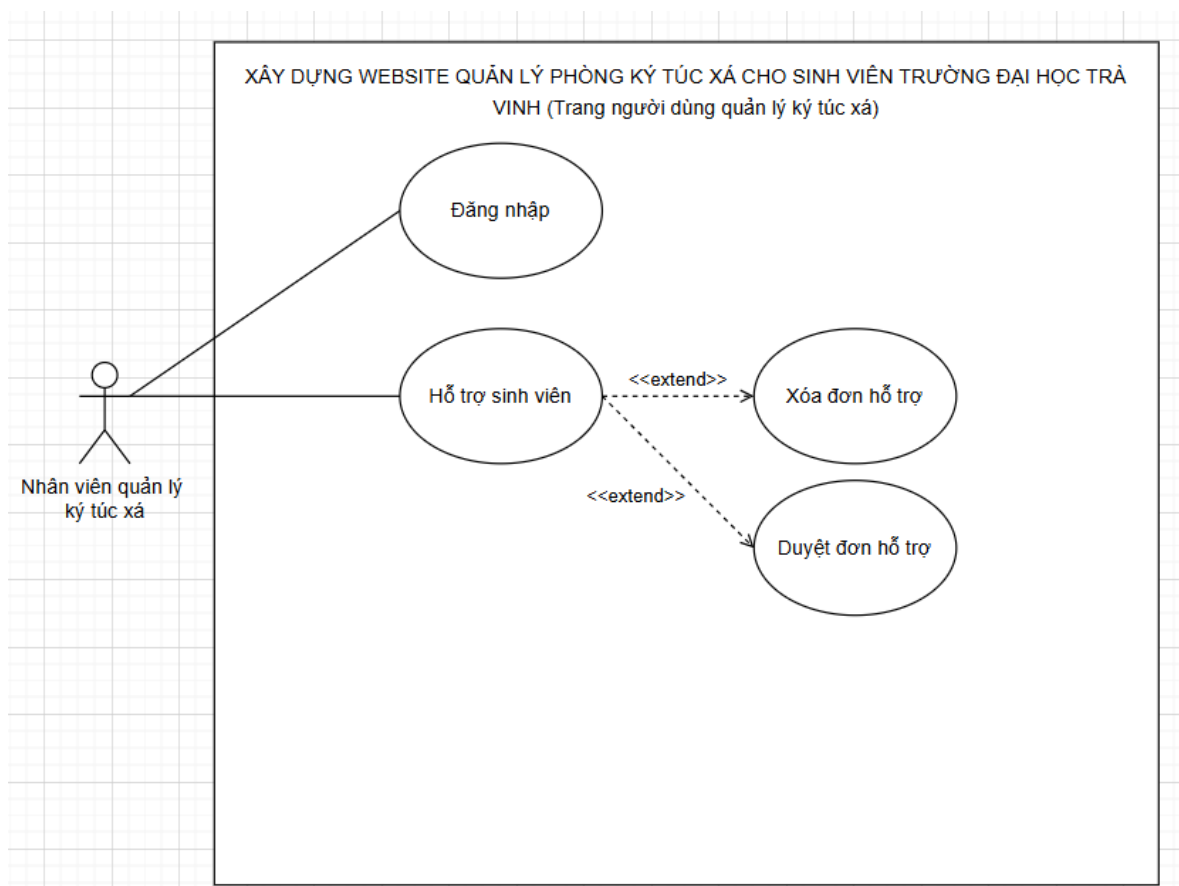 XÂY DỰNG WEBSITE QUẢN LÝ PHÒNG KÝ TÚC XÁ CHO SINH VIÊN TRƯỜNG ĐẠI HỌC TRÀ
VINH (Trang người dùng quản lý ký túc xá)
Đăng nhập
Hỗ trợ sinh viên
<<extend>>
Xóa đơn hỗ trợ
Nhân viên quản lý
ký túc xá
<<extend>>
Duyệt đơn hỗ trợ